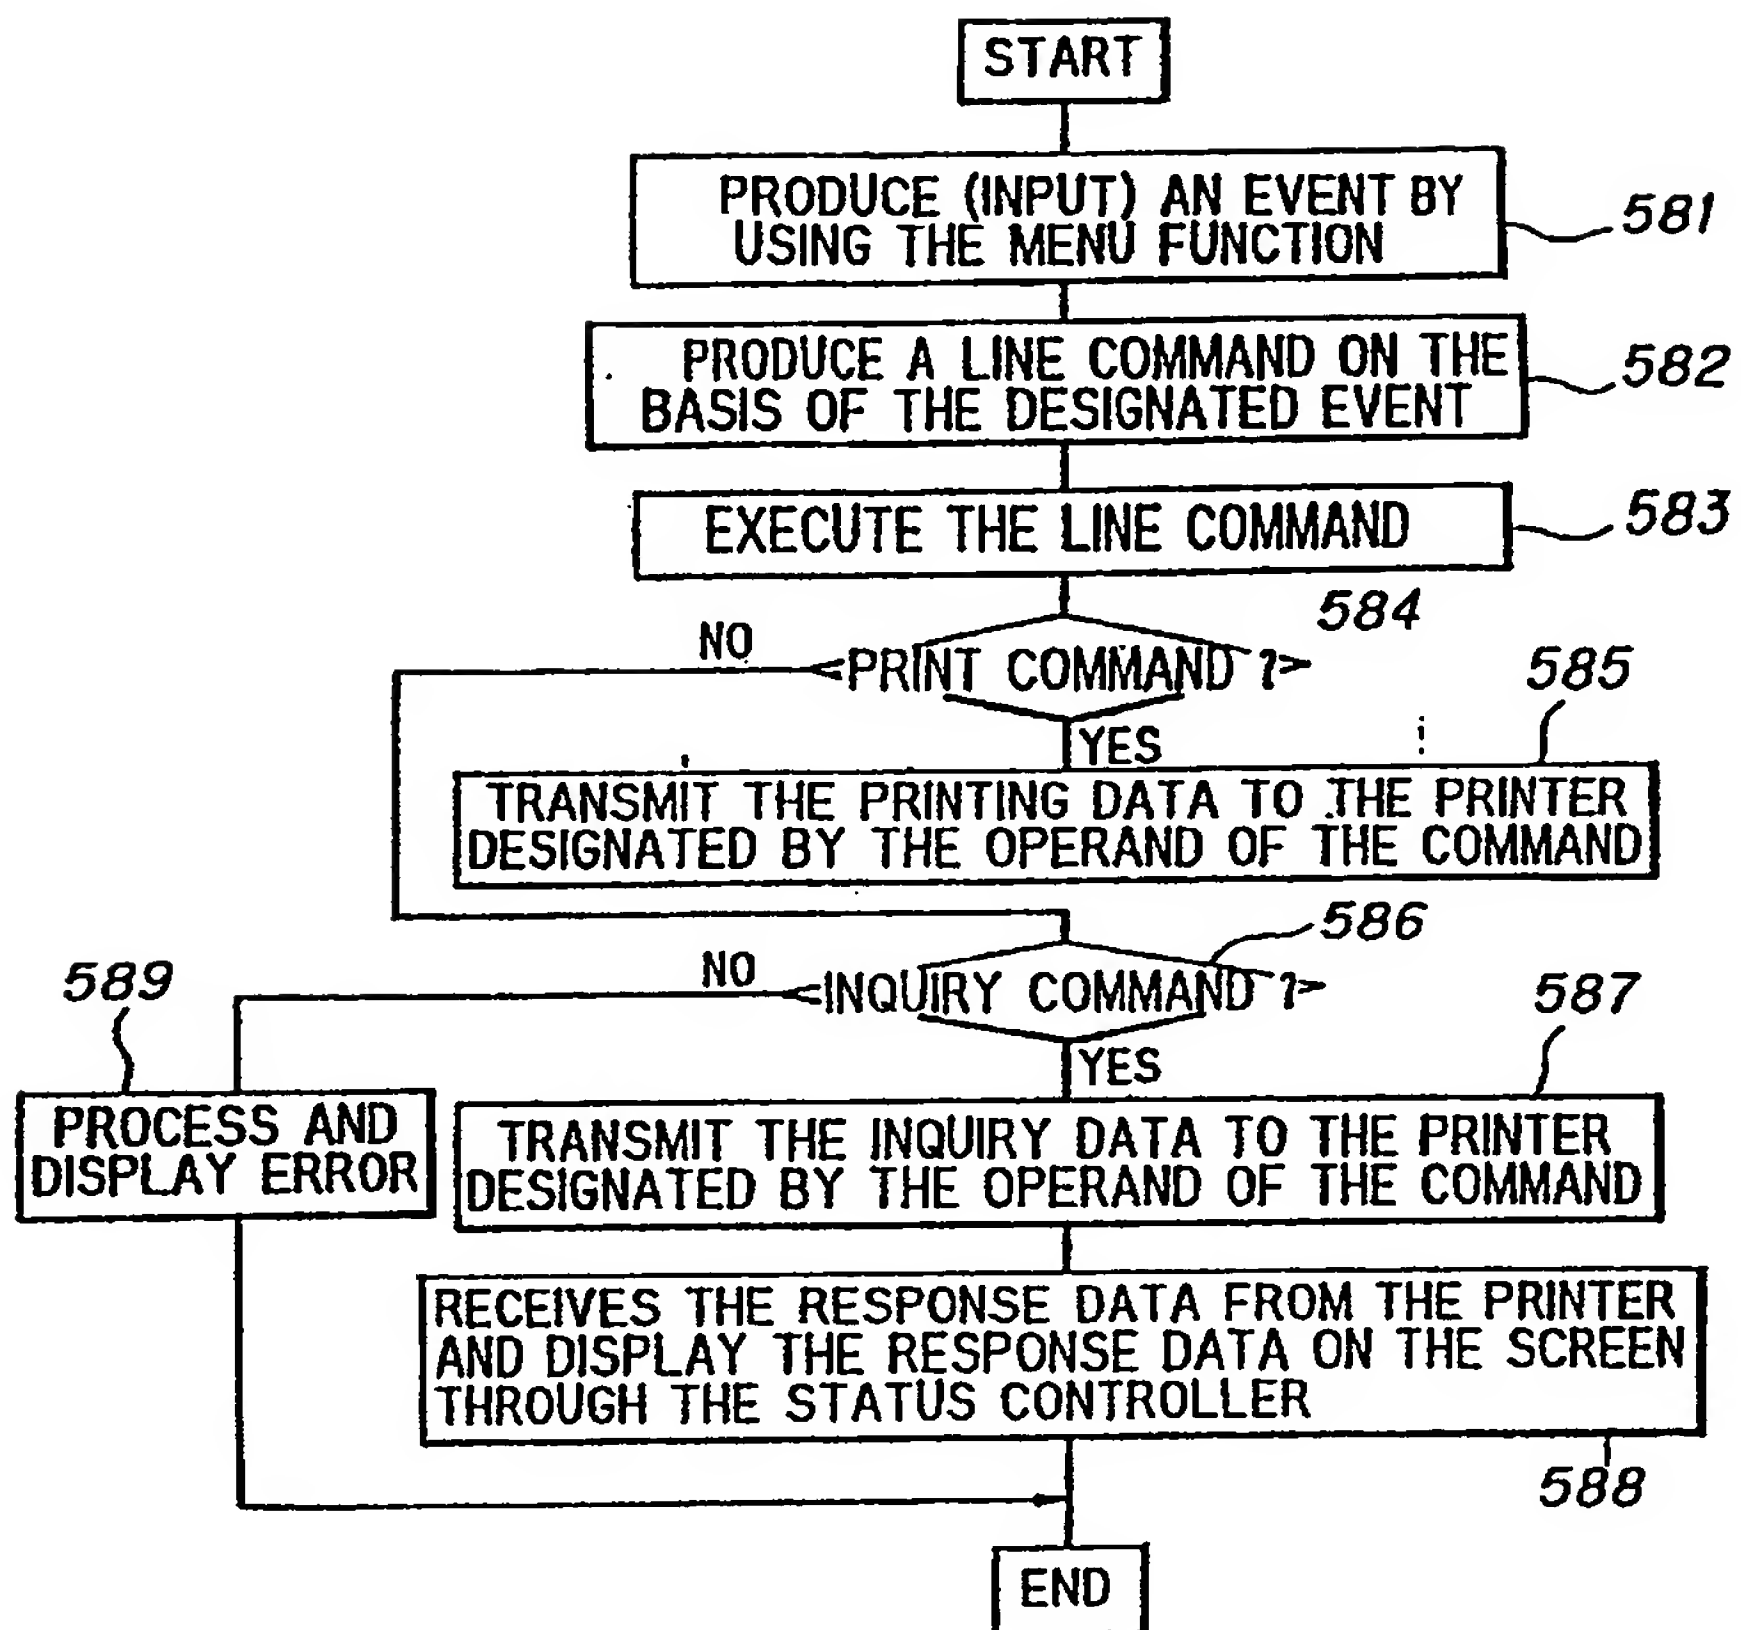 START
PRODUCE (INPUT) AN EVENT BY
USING THE MENU FUNCTION
581
PRODUCE A LINE COMMAND ON THE
BASIS OF THE DESIGNATED EVENT
582
EXECUTE THE LINE COMMAND
583
584
NO
PRINT COMMAND ?
YES
585
TRANSMIT THE PRINTING DATA TO THE PRINTER
DESIGNATED BY THE OPERAND OF THE COMMAND
586
NO
INQUIRY COMMAND ?
YES
589
587
PROCESS AND
DISPLAY ERROR
TRANSMIT THE INQUIRY DATA TO THE PRINTER
DESIGNATED BY THE OPERAND OF THE COMMAND
RECEIVES THE RESPONSE DATA FROM THE PRINTER
AND DISPLAY THE RESPONSE DATA ON THE SCREEN
THROUGH THE STATUS CONTROLLER
588
END